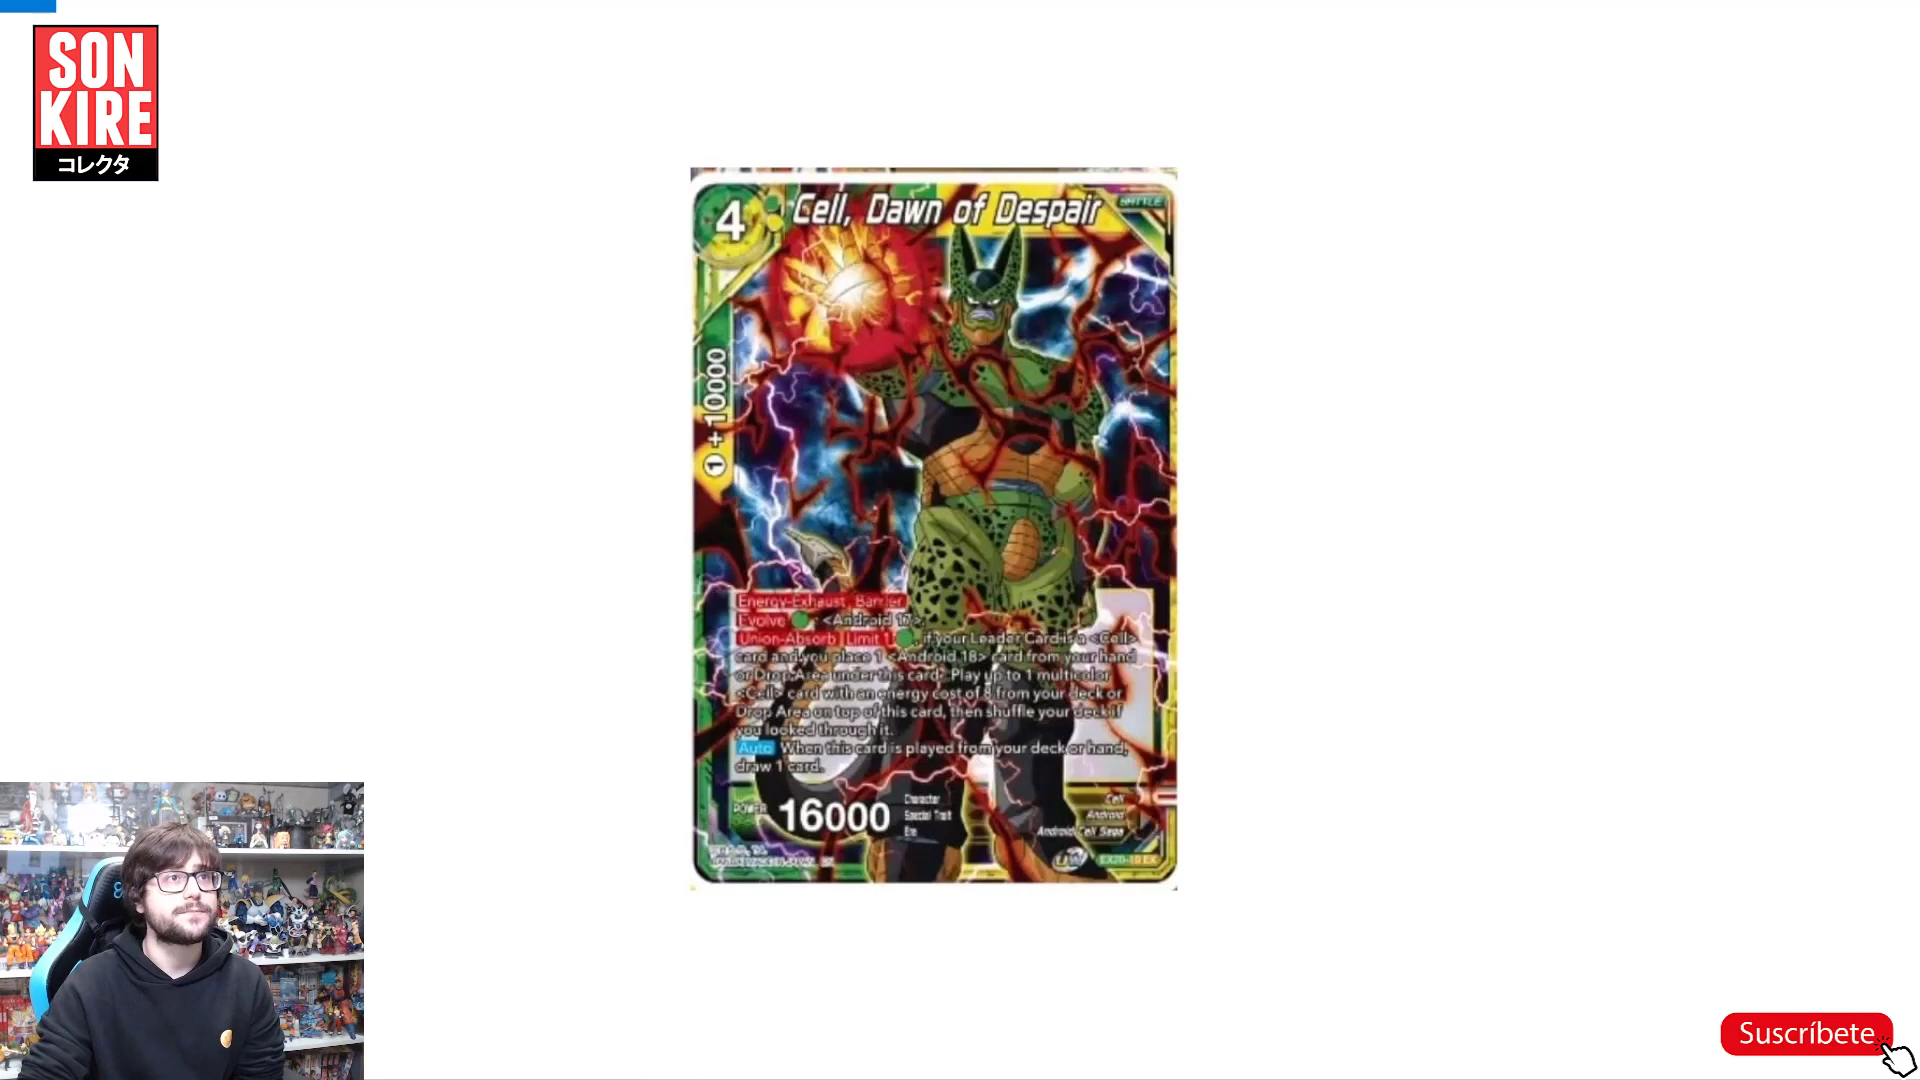 SON
KIRE
コレクタ
4
Cell, Dawn of Despair
BATTLE
1 +10000
Energy-Exhaust Barrier
Evolve : <Android 17>
Union-Absorb Limit 1 , if your Leader Card is a <Cell>
card and you place 1 <Android 18> card from your hand
or Drop Area under this card: Play up to 1 multicolor
<Cell> card with an energy cost of 8 from your deck or
Drop Area on top of this card, then shuffle your deck if
you looked through it.
Auto When this card is played from your deck or hand,
draw 1 card.
POWER 16000
Character Cell
Special Trait Android
Era Android/Cell Saga
UW EX20-10 EX
Suscríbete